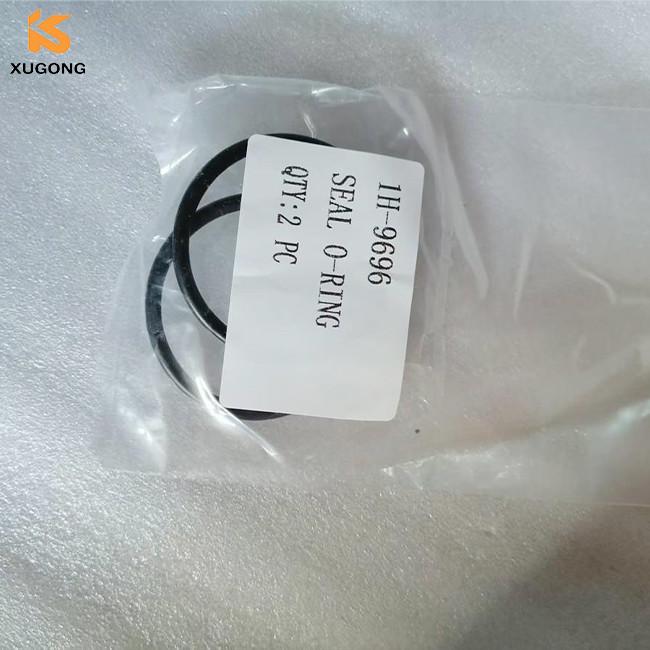 XUGONG
1H-9696
SEAL O-RING
QTY:2 PC